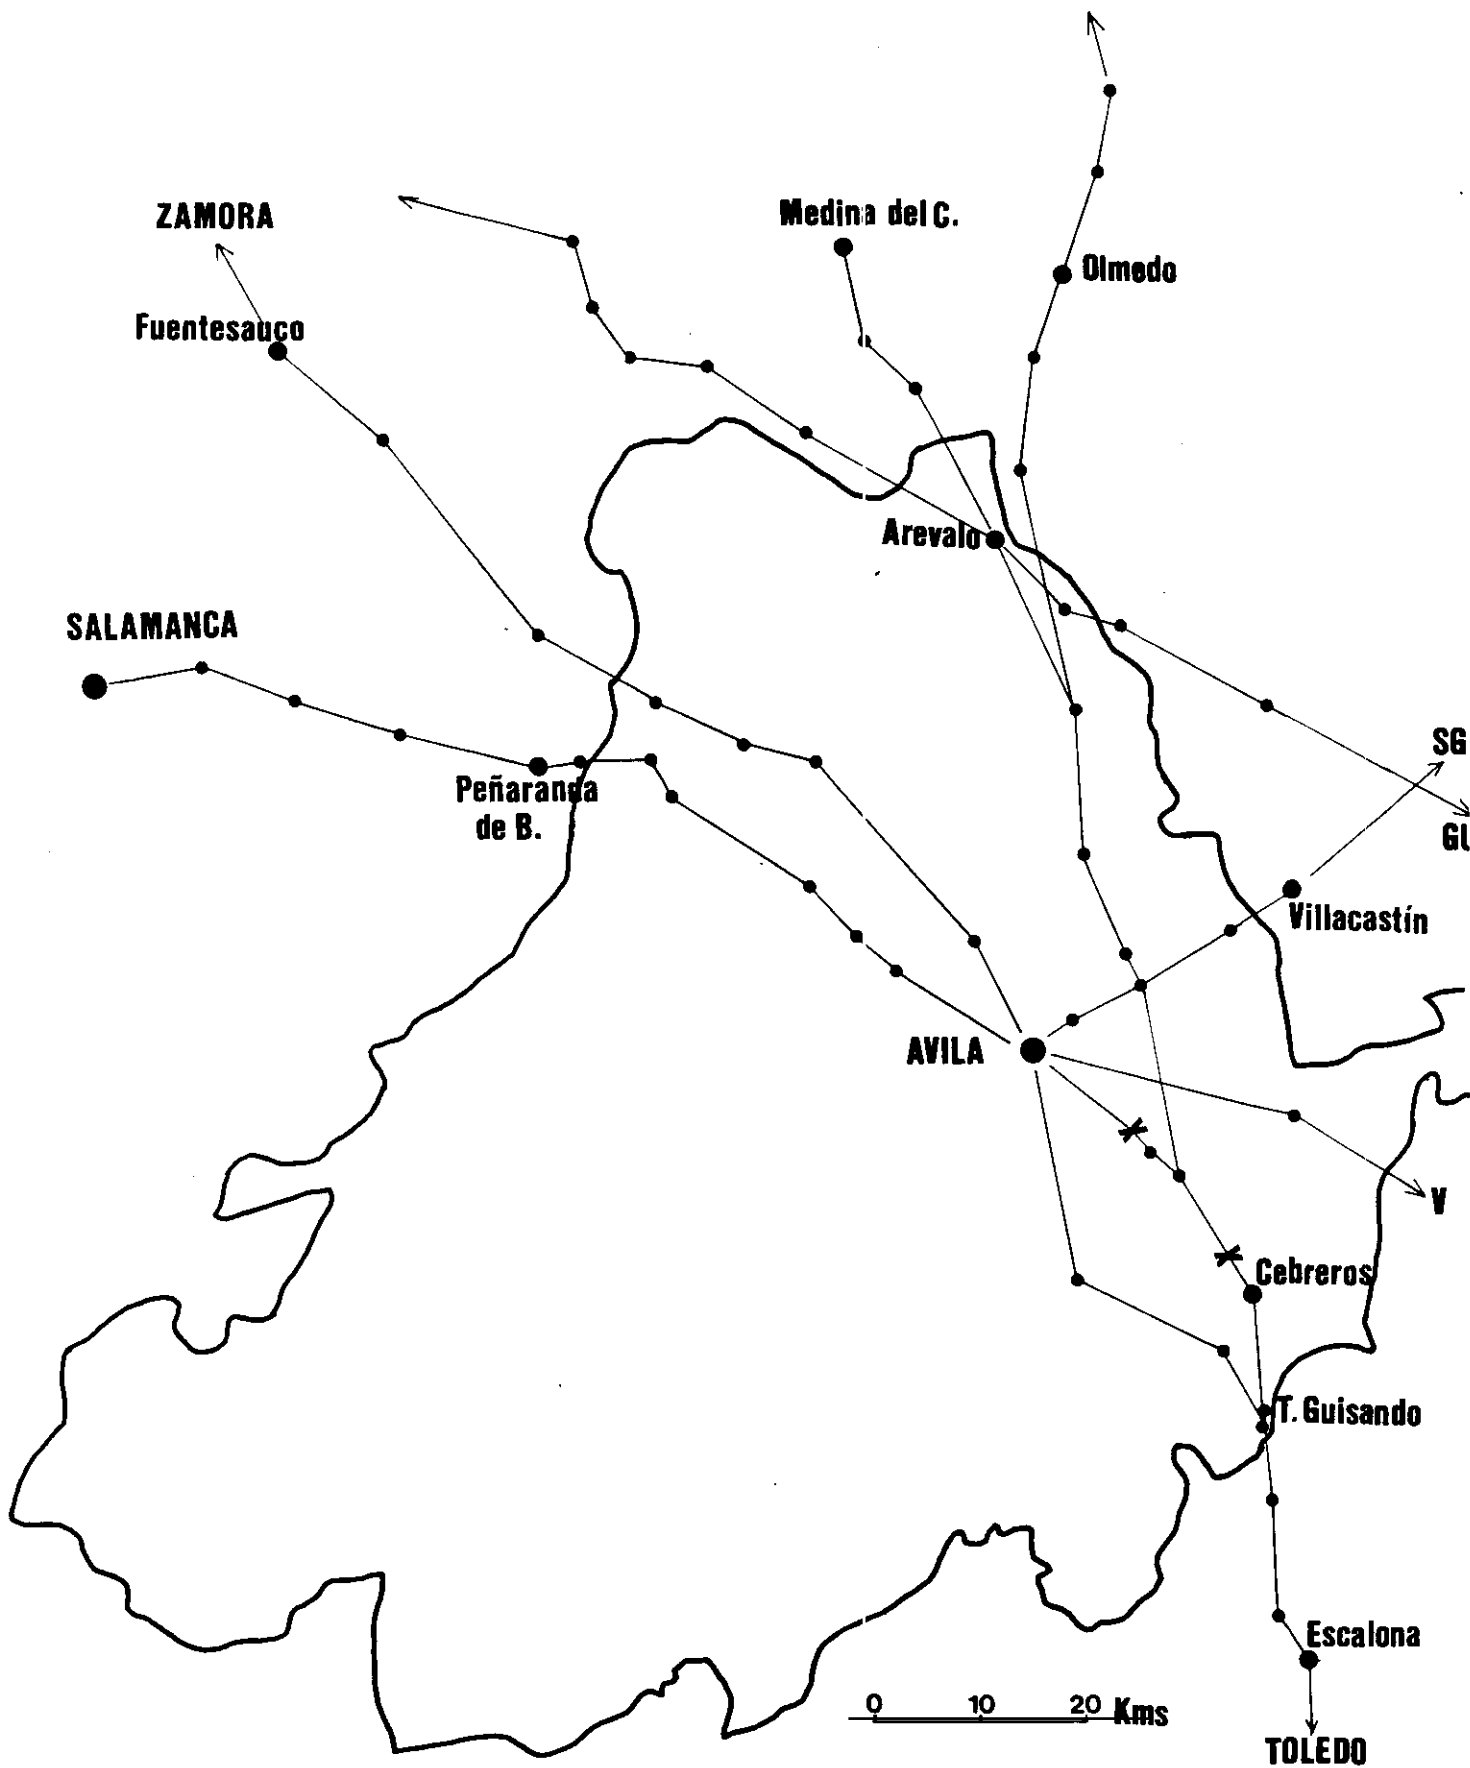 ZAMORA
Medina del C.
Olmedo
Fuentesauco
Arevalo
SALAMANCA
SG
Peñaranda
de B.
GU
Villacastín
AVILA
V
Cebreros
T. Guisando
Escalona
0 10 20 Kms
TOLEDO